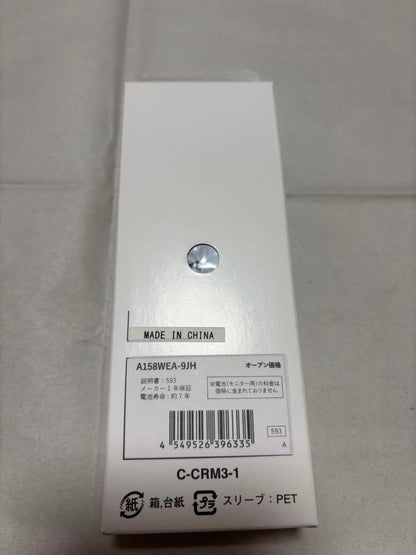 MADE IN CHINA
A158WEA-9JH
オープン価格
説明書：593
メーカー1年保証
電池寿命：約7年
※電池(モニター用)の料金は
価格に含まれておりません
4 549526 396335
593
A
C-CRM3-1
紙 箱,台紙 プラ スリーブ：PET